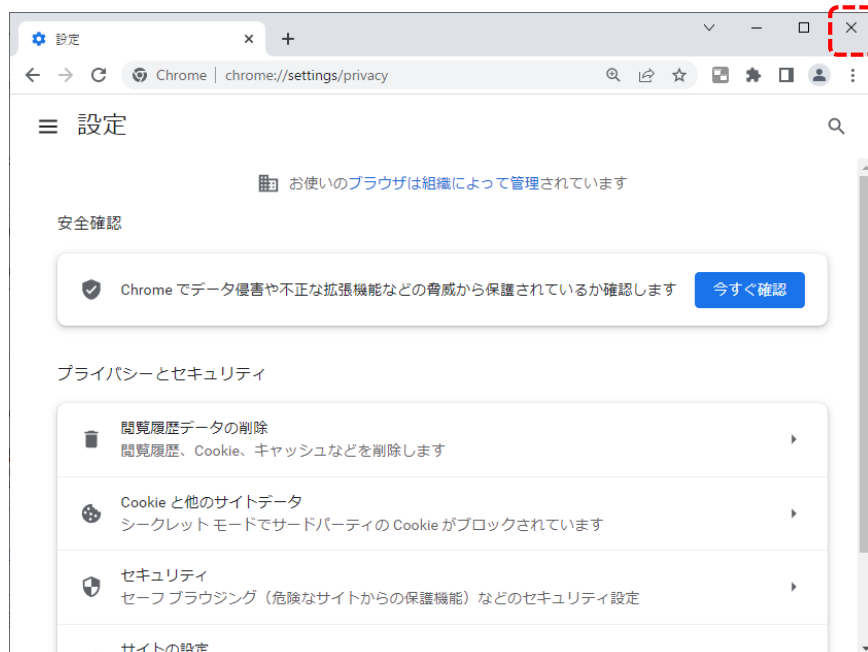 設定
Chrome | chrome://settings/privacy
設定
お使いのブラウザは組織によって管理されています
安全確認
Chrome でデータ侵害や不正な拡張機能などの脅威から保護されているか確認します
今すぐ確認
プライバシーとセキュリティ
閲覧履歴データの削除
閲覧履歴、Cookie、キャッシュなどを削除します
Cookie と他のサイトデータ
シークレット モードでサードパーティの Cookie がブロックされています
セキュリティ
セーフ ブラウジング（危険なサイトからの保護機能）などのセキュリティ設定
サイトの設定